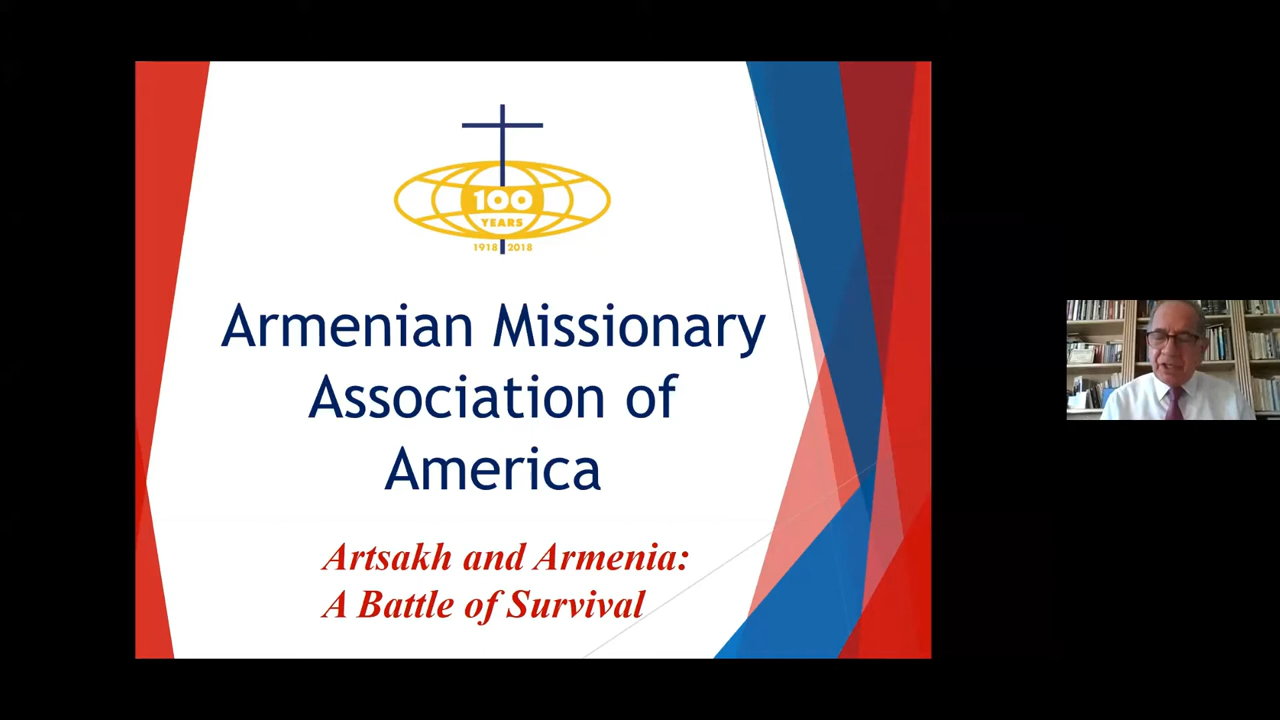 100
YEARS
1918 2018
Armenian Missionary
Association of
America
Artsakh and Armenia:
A Battle of Survival